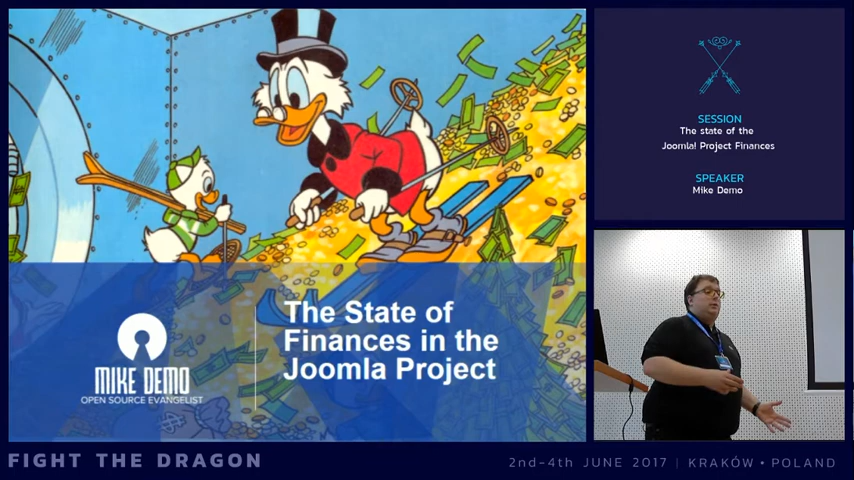 The State of
Finances in the
Joomla Project
MIKE DEMO
OPEN SOURCE EVANGELIST
SESSION
The state of the
Joomla! Project Finances
SPEAKER
Mike Demo
FIGHT THE DRAGON
2nd-4th JUNE 2017 | KRAKÓW • POLAND